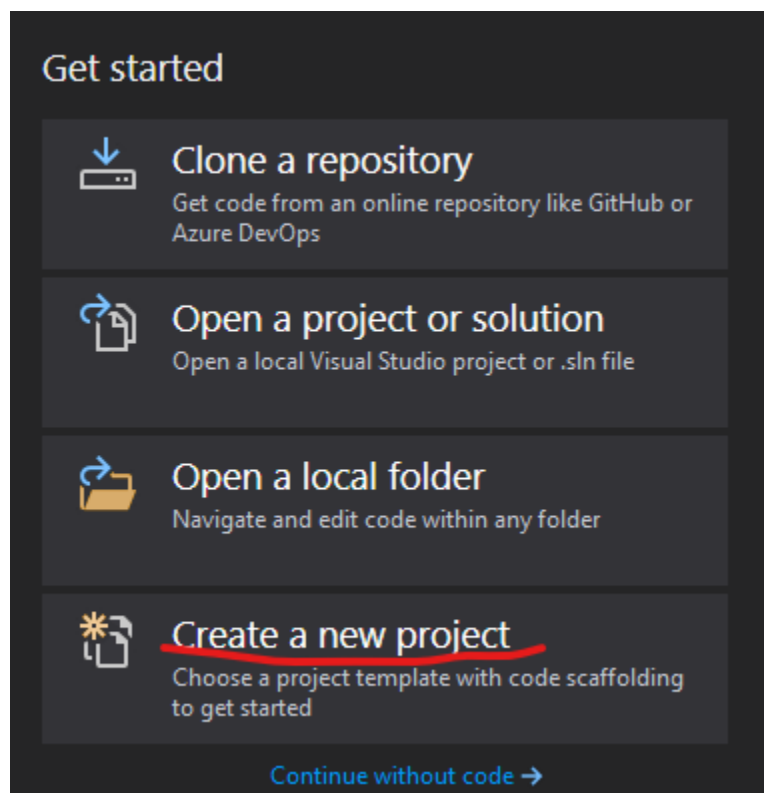 Get started
Clone a repository
Get code from an online repository like GitHub or
Azure DevOps
Open a project or solution
Open a local Visual Studio project or .sln file
Open a local folder
Navigate and edit code within any folder
Create a new project
Choose a project template with code scaffolding
to get started
Continue without code →